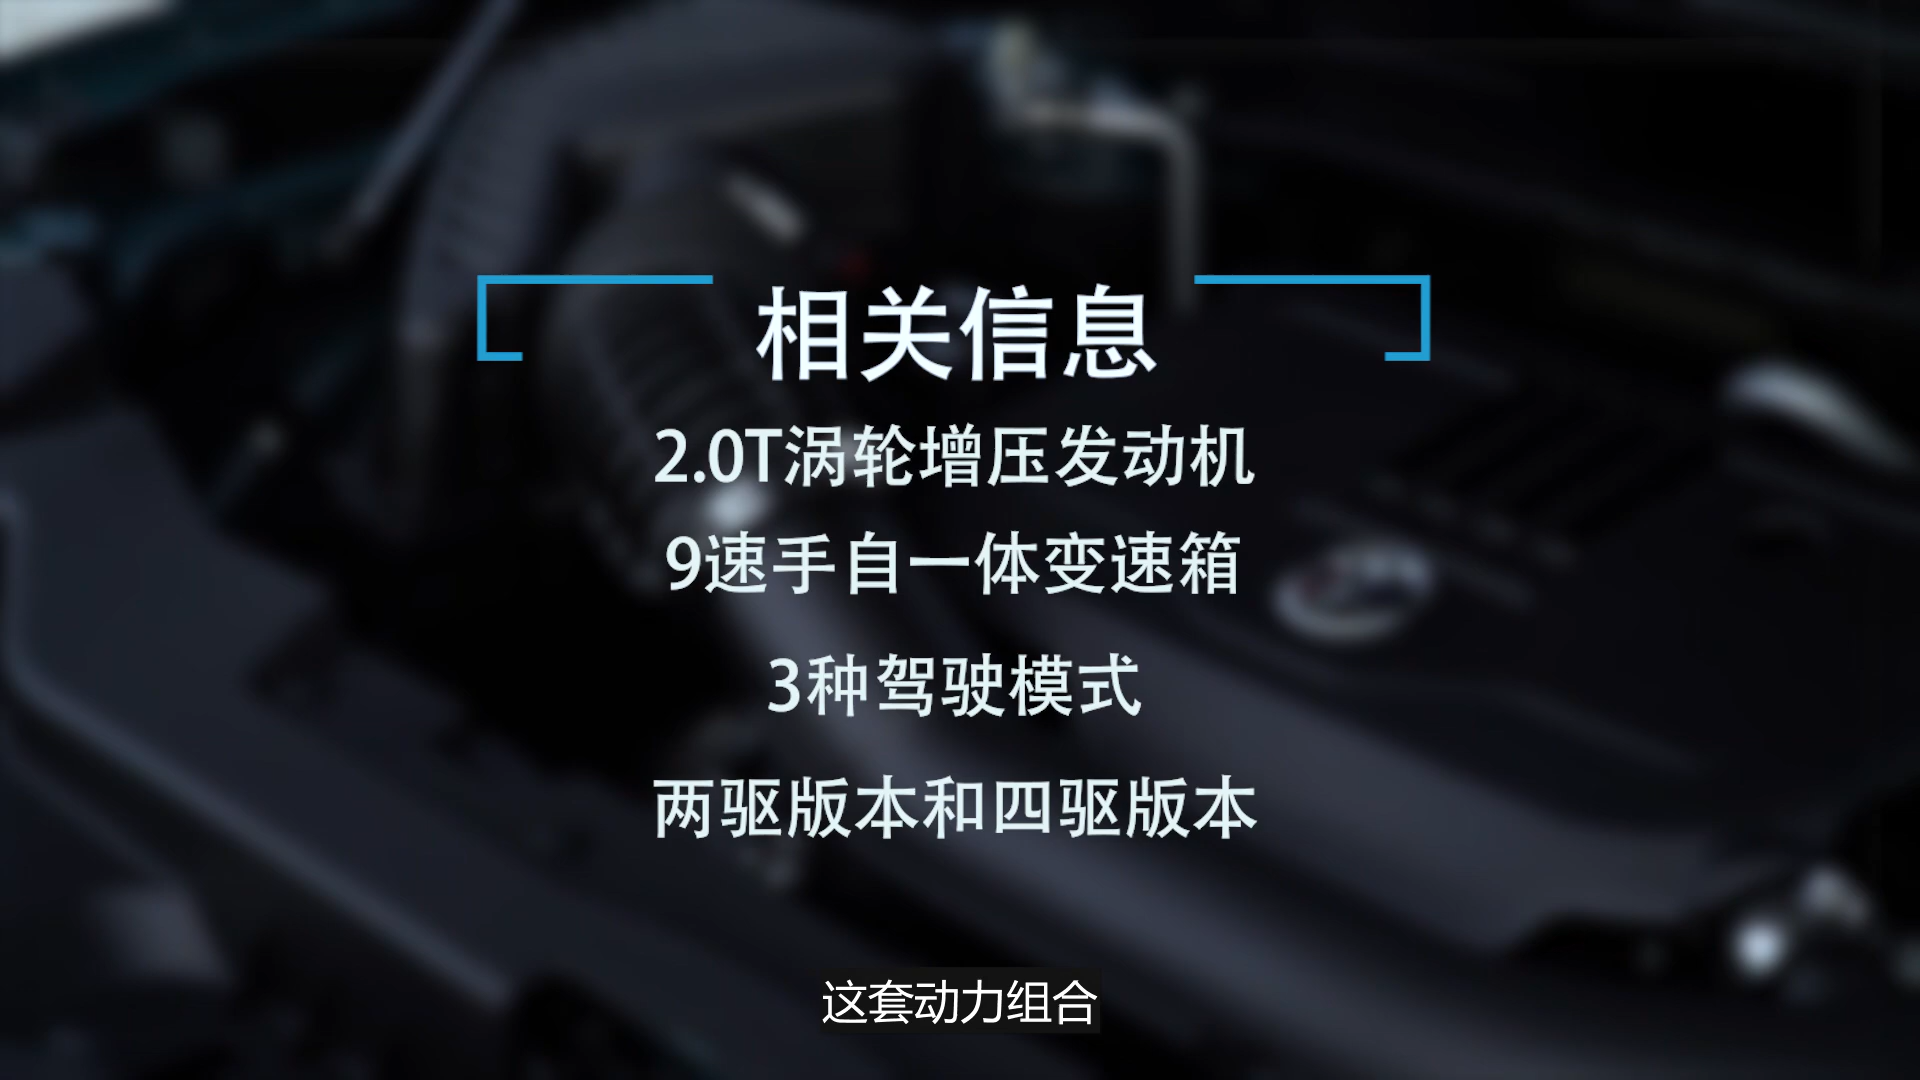 相关信息
2.0T涡轮增压发动机
9速手自一体变速箱
3种驾驶模式
两驱版本和四驱版本
这套动力组合